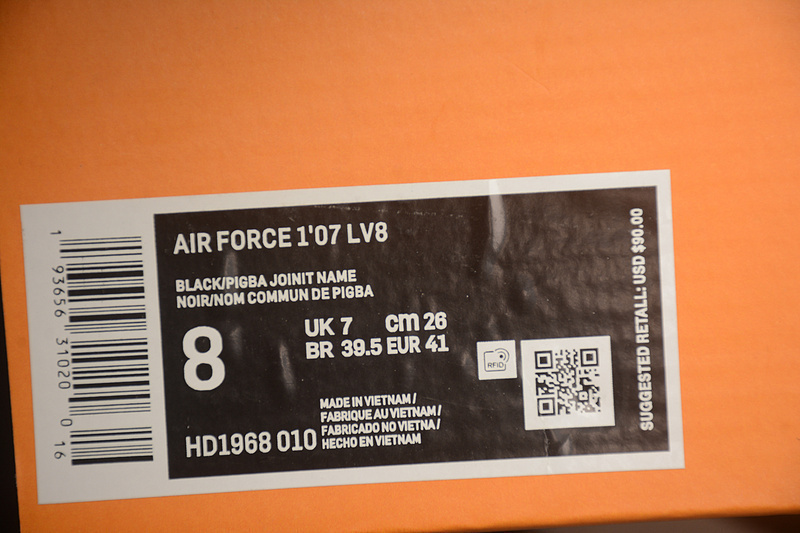 AIR FORCE 1'07 LV8
BLACK/PIGBA JOINIT NAME
NOIR/NOM COMMUN DE PIGBA
8
UK 7 cm 26
BR 39.5 EUR 41
RFID
MADE IN VIETNAM /
FABRIQUE AU VIETNAM /
FABRICADO NO VIETNA /
HECHO EN VIETNAM
HD1968 010
SUGGESTED RETALL: USD $90.00
1 93656 31020 0 16